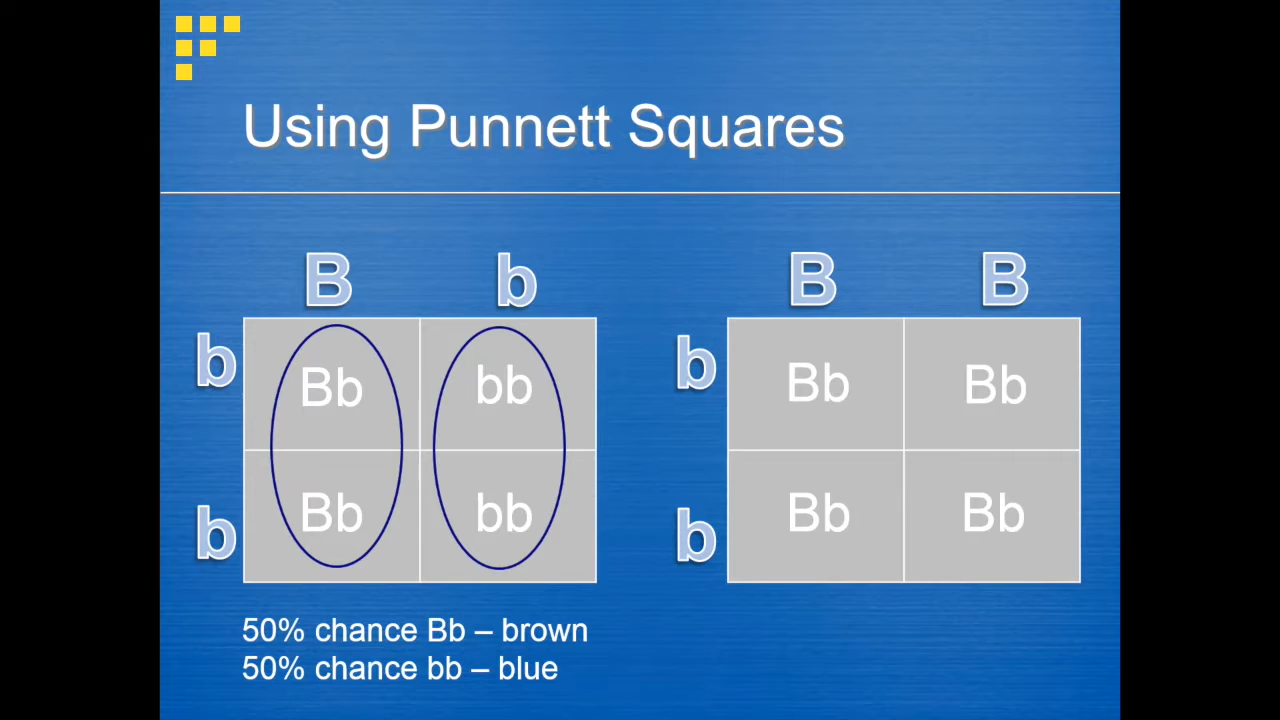 Using Punnett Squares
B b
b Bb bb
b Bb bb
B B
b Bb Bb
b Bb Bb
50% chance Bb – brown
50% chance bb – blue